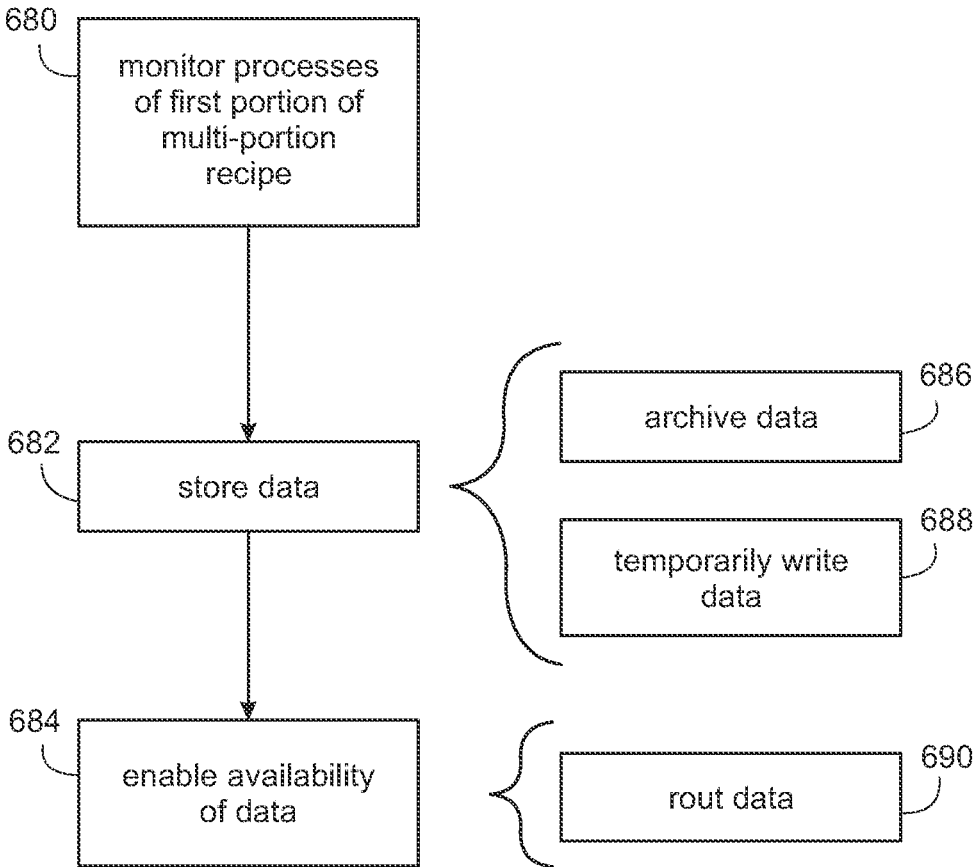 680
monitor processes
of first portion of
multi-portion
recipe
682
store data
686
archive data
688
temporarily write
data
684
enable availability
of data
690
rout data